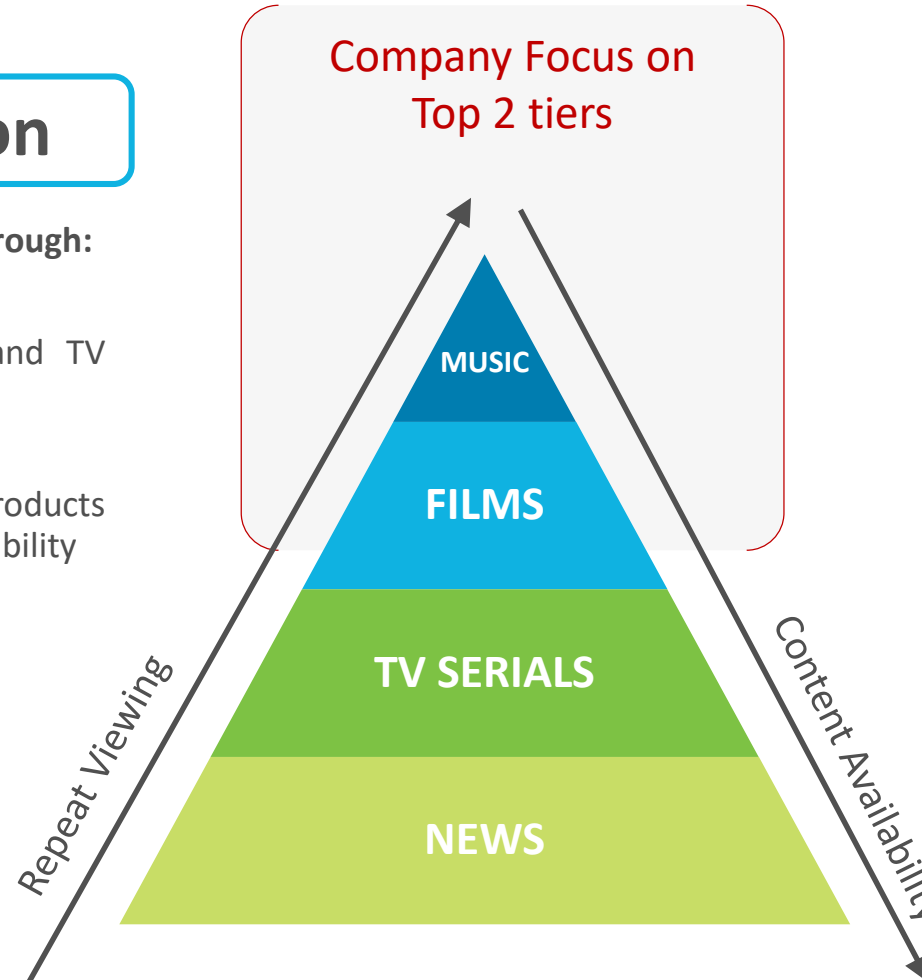 Company Focus on
Top 2 tiers
on
rough:
and TV
roducts
bility
MUSIC
FILMS
TV SERIALS
NEWS
Repeat Viewing
Content Availability